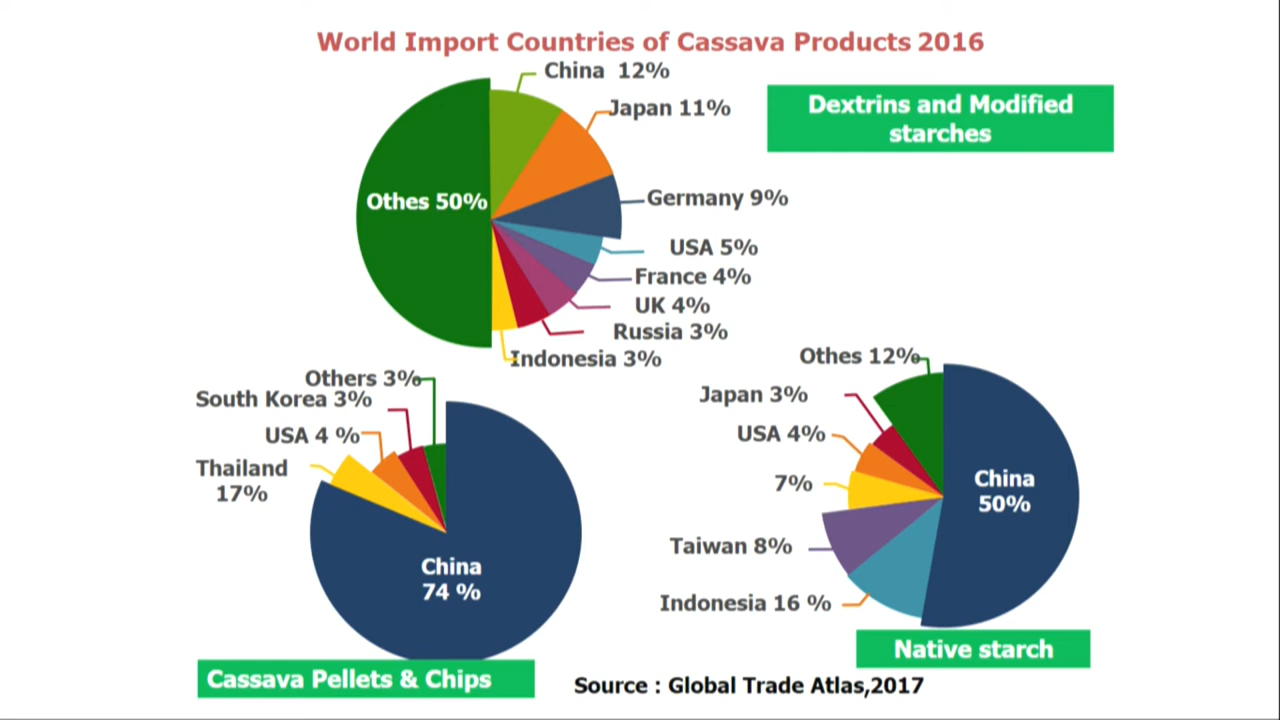 World Import Countries of Cassava Products 2016
China 12%
Japan 11%
Dextrins and Modified
starches
Othes 50%
Germany 9%
USA 5%
France 4%
UK 4%
Russia 3%
Indonesia 3%
Others 3%
South Korea 3%
USA 4 %
Thailand
17%
China
74 %
Cassava Pellets & Chips
Othes 12%
Japan 3%
USA 4%
7%
Taiwan 8%
Indonesia 16 %
China
50%
Native starch
Source : Global Trade Atlas,2017